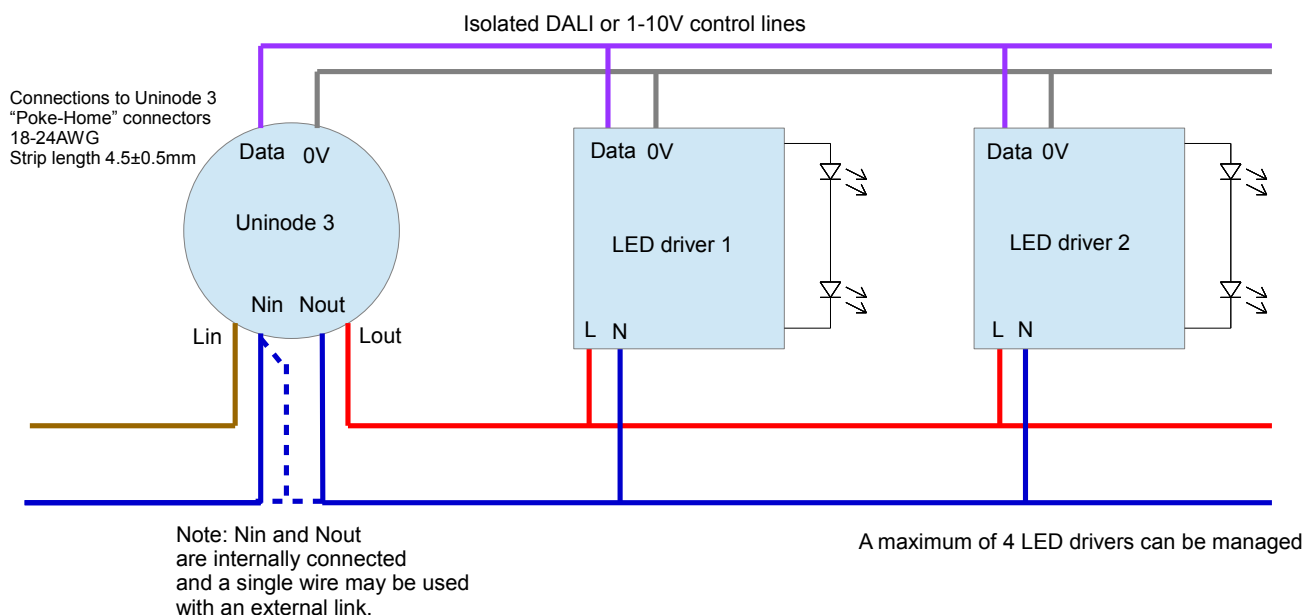 Isolated DALI or 1-10V control lines
Connections to Uninode 3
“Poke-Home” connectors
18-24AWG
Strip length 4.5±0.5mm
Data 0V
Uninode 3
Nin Nout
Lin
Lout
Data 0V
LED driver 1
L N
Data 0V
LED driver 2
L N
Note: Nin and Nout
are internally connected
and a single wire may be used
with an external link.
A maximum of 4 LED drivers can be managed